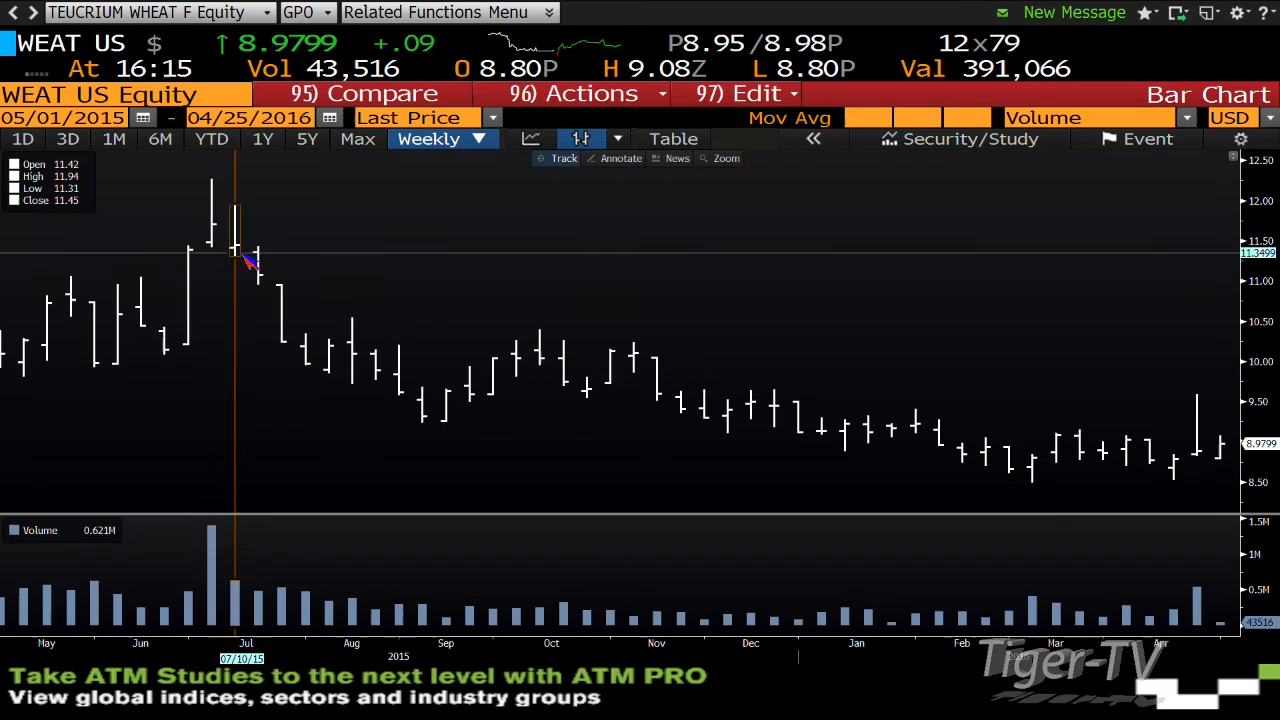 TEUCRIUM WHEAT F Equity GPO Related Functions Menu New Message ?
WEAT US $ ↑ 8.9799 +.09 P8.95/8.98P 12x79
At 16:15 Vol 43,516 O 8.80P H 9.08Z L 8.80P Val 391,066
WEAT US Equity 95) Compare 96) Actions 97) Edit Bar Chart
05/01/2015 - 04/25/2016 Last Price Mov Avg Volume USD
1D 3D 1M 6M YTD 1Y 5Y Max Weekly ▼ Table « Security/Study Event
Track Annotate News Zoom
Open 11.42
High 11.94
Low 11.31
Close 11.45
12.50
12.00
11.50
11.3499
11.00
10.50
10.00
9.50
8.9799
8.50
Volume 0.621M
1.5M
1M
0.5M
43516
May Jun Jul Aug Sep Oct Nov Dec Jan Feb Mar Apr
07/10/15 2015 2016
Tiger-TV
Take ATM Studies to the next level with ATM PRO
View global indices, sectors and industry groups